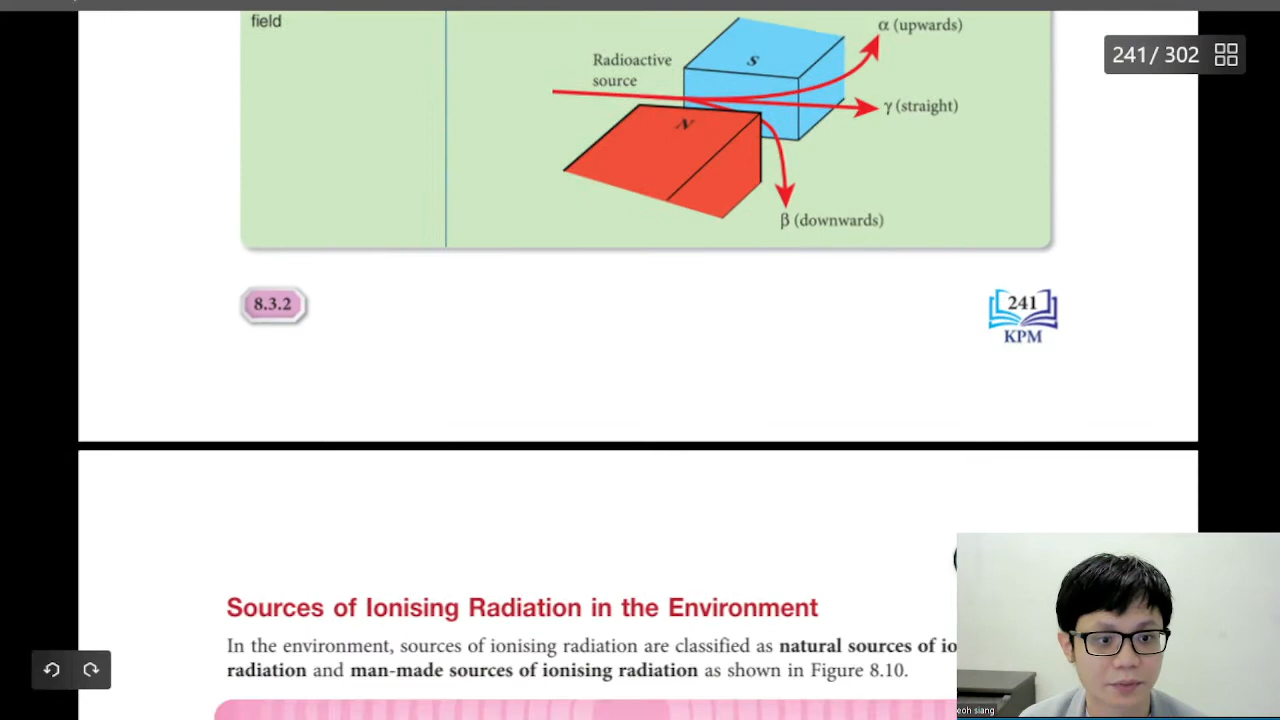 field
α (upwards)
Radioactive
source
S
γ (straight)
N
β (downwards)
241 / 302
8.3.2
241
KPM
Sources of Ionising Radiation in the Environment
In the environment, sources of ionising radiation are classified as natural sources of io
radiation and man-made sources of ionising radiation as shown in Figure 8.10.
eoh siang